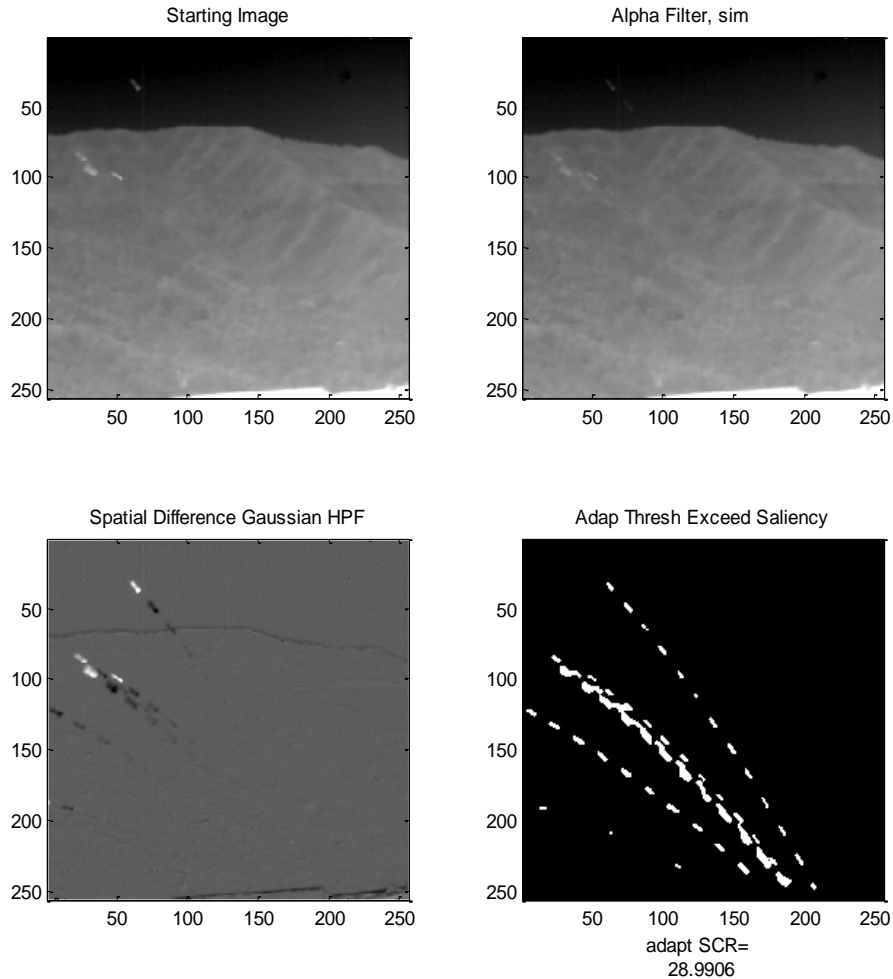 Starting Image
50
100
150
200
250
50 100 150 200 250
Alpha Filter, sim
50
100
150
200
250
50 100 150 200 250
Spatial Difference Gaussian HPF
50
100
150
200
250
50 100 150 200 250
Adap Thresh Exceed Saliency
50
100
150
200
250
50 100 150 200 250
adapt SCR=
28.9906